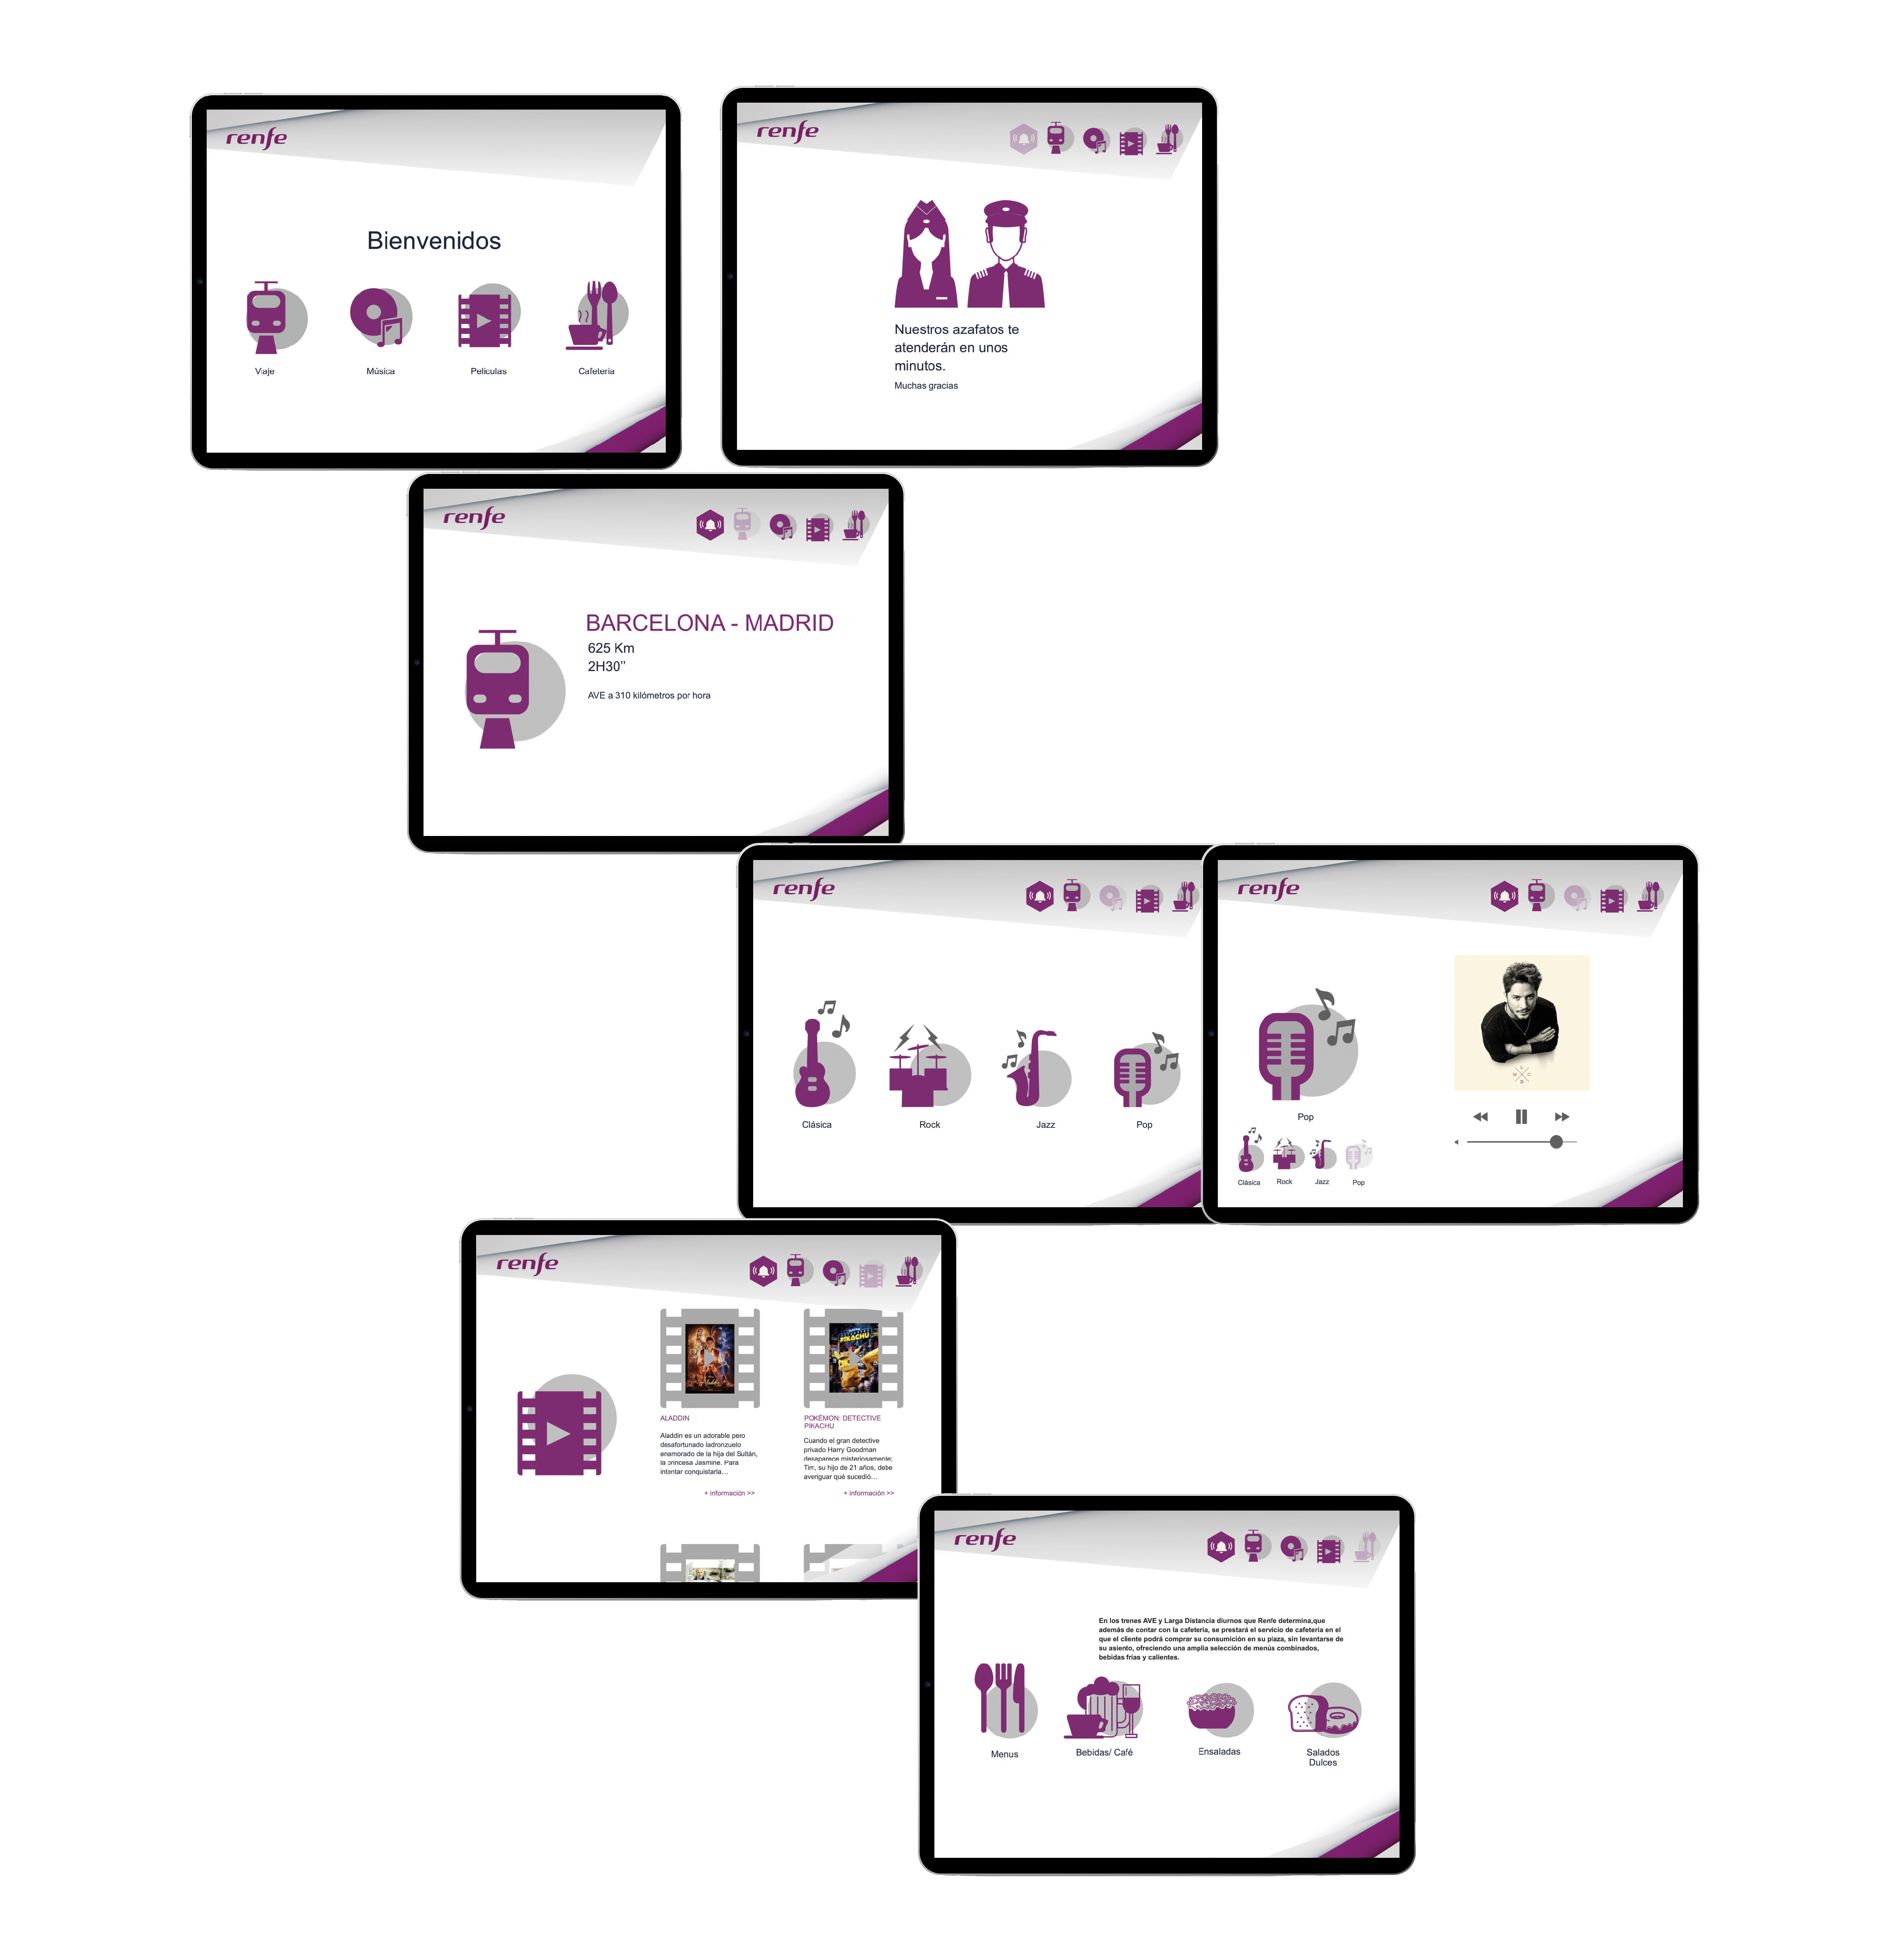 renfe
Bienvenidos
Viaje
Música
Películas
Cafetería
renfe
Nuestros azafatos te
atenderán en unos
minutos.
Muchas gracias
renfe
BARCELONA - MADRID
625 Km
2H30''
AVE a 310 kilómetros por hora
renfe
Clásica
Rock
Jazz
Pop
renfe
Pop
Clásica
Rock
Jazz
Pop
renfe
ALADDIN
Aladdin es un adorable pero
desafortunado ladronzuelo
enamorado de la hija del Sultán,
la princesa Jasmine. Para
intentar conquistarla…
+ información >>
PIKACHU
POKÉMON: DETECTIVE
PIKACHU
Cuando el gran detective
privado Harry Goodman
desaparece misteriosamente;
Tim, su hijo de 21 años, debe
averiguar qué sucedió…
+ información >>
renfe
En los trenes AVE y Larga Distancia diurnos que Renfe determina,que
además de contar con la cafetería, se prestará el servicio de cafetería en el
que el cliente podrá comprar su consumición en su plaza, sin levantarse de
su asiento, ofreciendo una amplia selección de menús combinados,
bebidas frías y calientes.
Menus
Bebidas/ Café
Ensaladas
Salados
Dulces